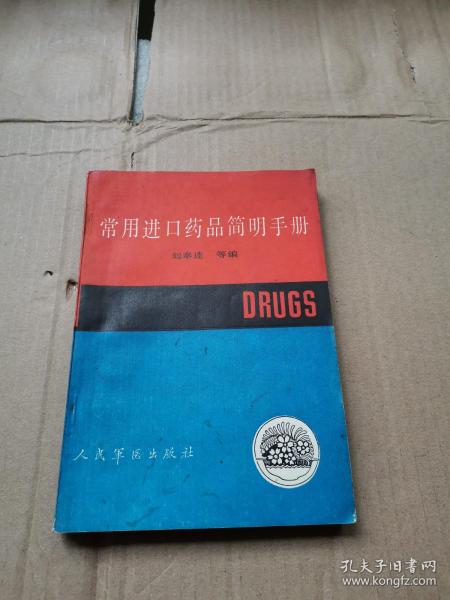 常用进口药品简明手册
等编
DRUGS
人民军医出版社
孔夫子旧书网
www.kongfz.com